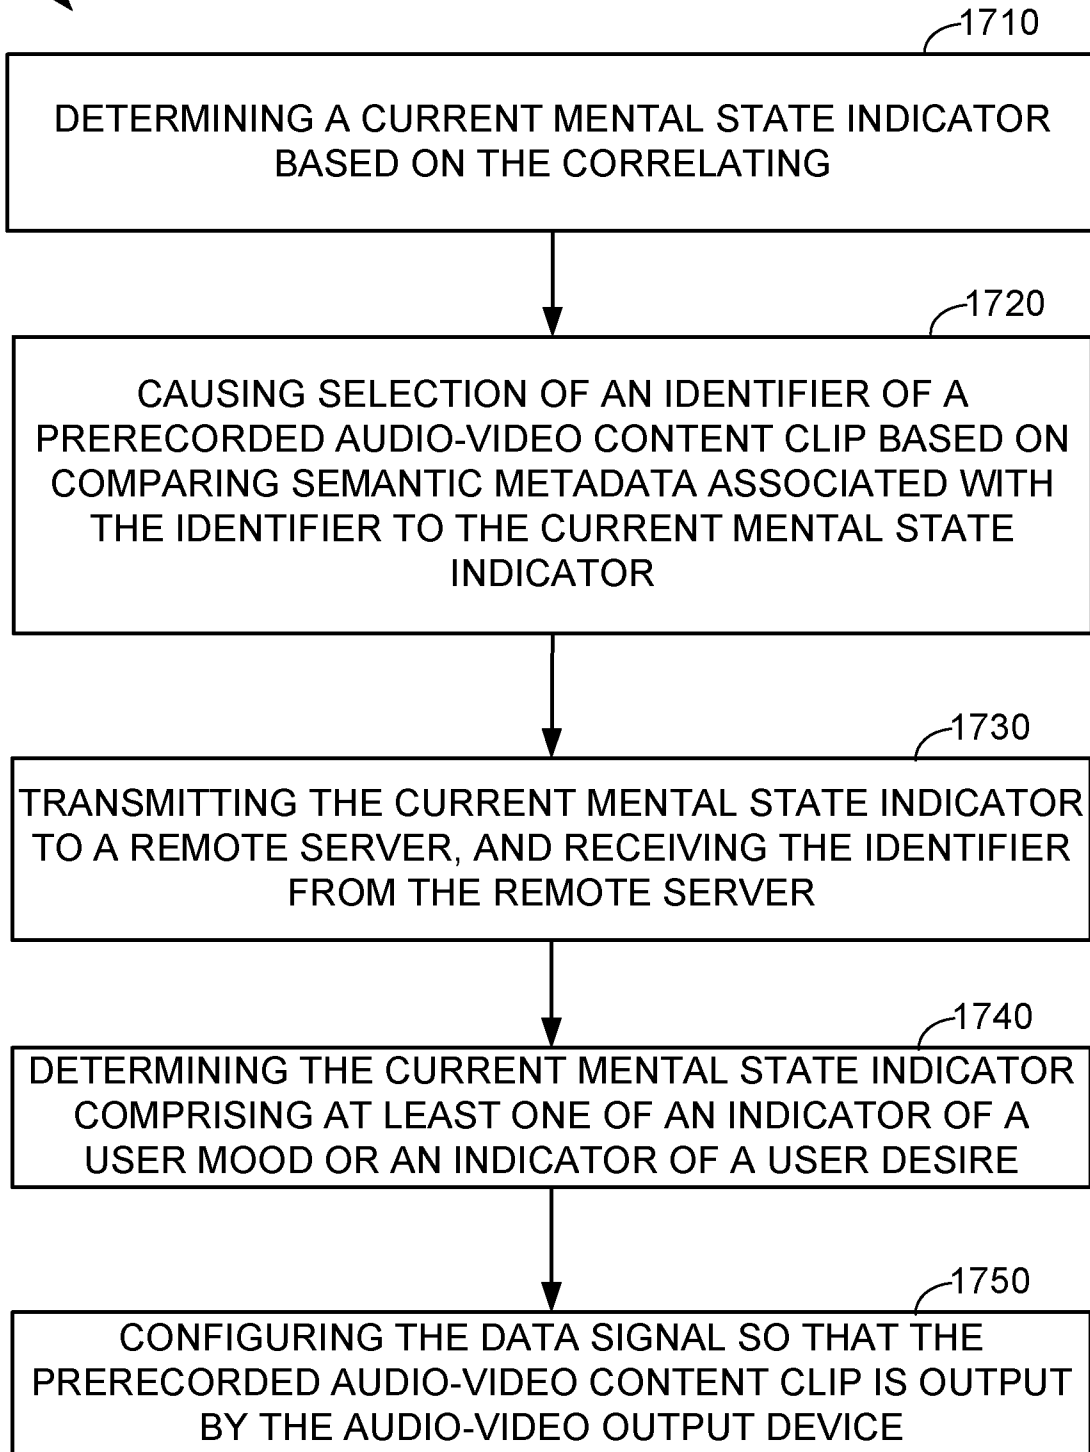 1710
DETERMINING A CURRENT MENTAL STATE INDICATOR
BASED ON THE CORRELATING
1720
CAUSING SELECTION OF AN IDENTIFIER OF A
PRERECORDED AUDIO-VIDEO CONTENT CLIP BASED ON
COMPARING SEMANTIC METADATA ASSOCIATED WITH
THE IDENTIFIER TO THE CURRENT MENTAL STATE
INDICATOR
1730
TRANSMITTING THE CURRENT MENTAL STATE INDICATOR
TO A REMOTE SERVER, AND RECEIVING THE IDENTIFIER
FROM THE REMOTE SERVER
1740
DETERMINING THE CURRENT MENTAL STATE INDICATOR
COMPRISING AT LEAST ONE OF AN INDICATOR OF A
USER MOOD OR AN INDICATOR OF A USER DESIRE
1750
CONFIGURING THE DATA SIGNAL SO THAT THE
PRERECORDED AUDIO-VIDEO CONTENT CLIP IS OUTPUT
BY THE AUDIO-VIDEO OUTPUT DEVICE